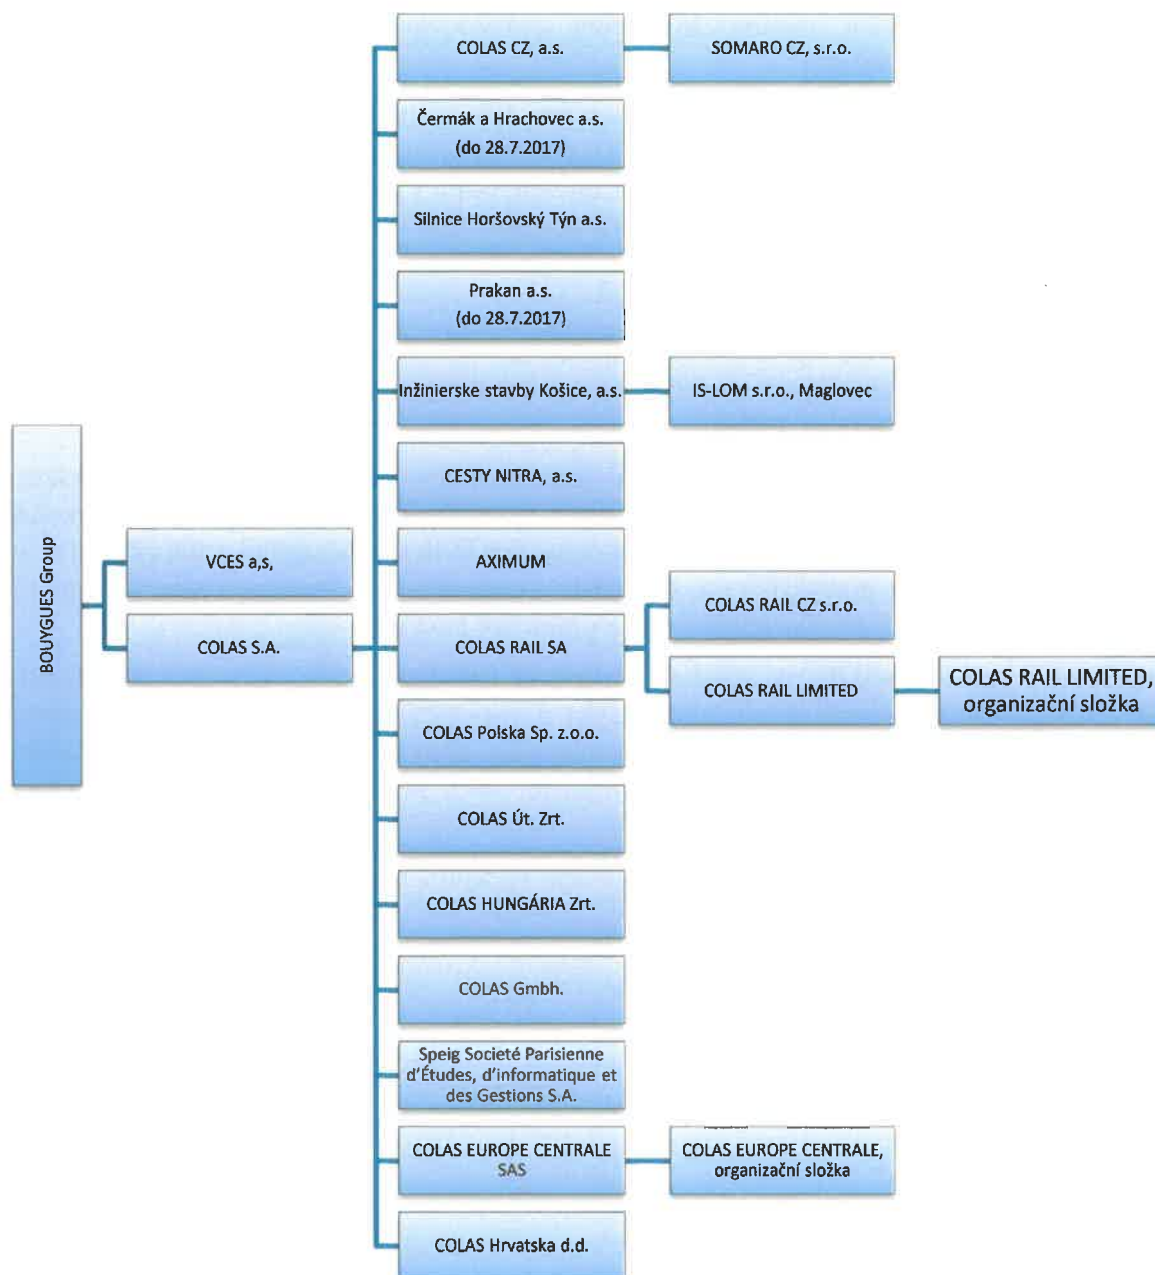 COLAS CZ, a.s.
SOMARO CZ, s.r.o.
Čermák a Hrachovec a.s.
(do 28.7.2017)
Silnice Horšovský Týn a.s.
Prakan a.s.
(do 28.7.2017)
Inžinierske stavby Košice, a.s.
IS-LOM s.r.o., Maglovec
CESTY NITRA, a.s.
BOUYGUES Group
VCES a,s,
AXIMUM
COLAS RAIL CZ s.r.o.
COLAS S.A.
COLAS RAIL SA
COLAS RAIL LIMITED
COLAS RAIL LIMITED,
organizační složka
COLAS Polska Sp. z.o.o.
COLAS Út. Zrt.
COLAS HUNGÁRIA Zrt.
COLAS Gmbh.
Speig Societé Parisienne
d'Études, d'informatique et
des Gestions S.A.
COLAS EUROPE CENTRALE
SAS
COLAS EUROPE CENTRALE,
organizační složka
COLAS Hrvatska d.d.